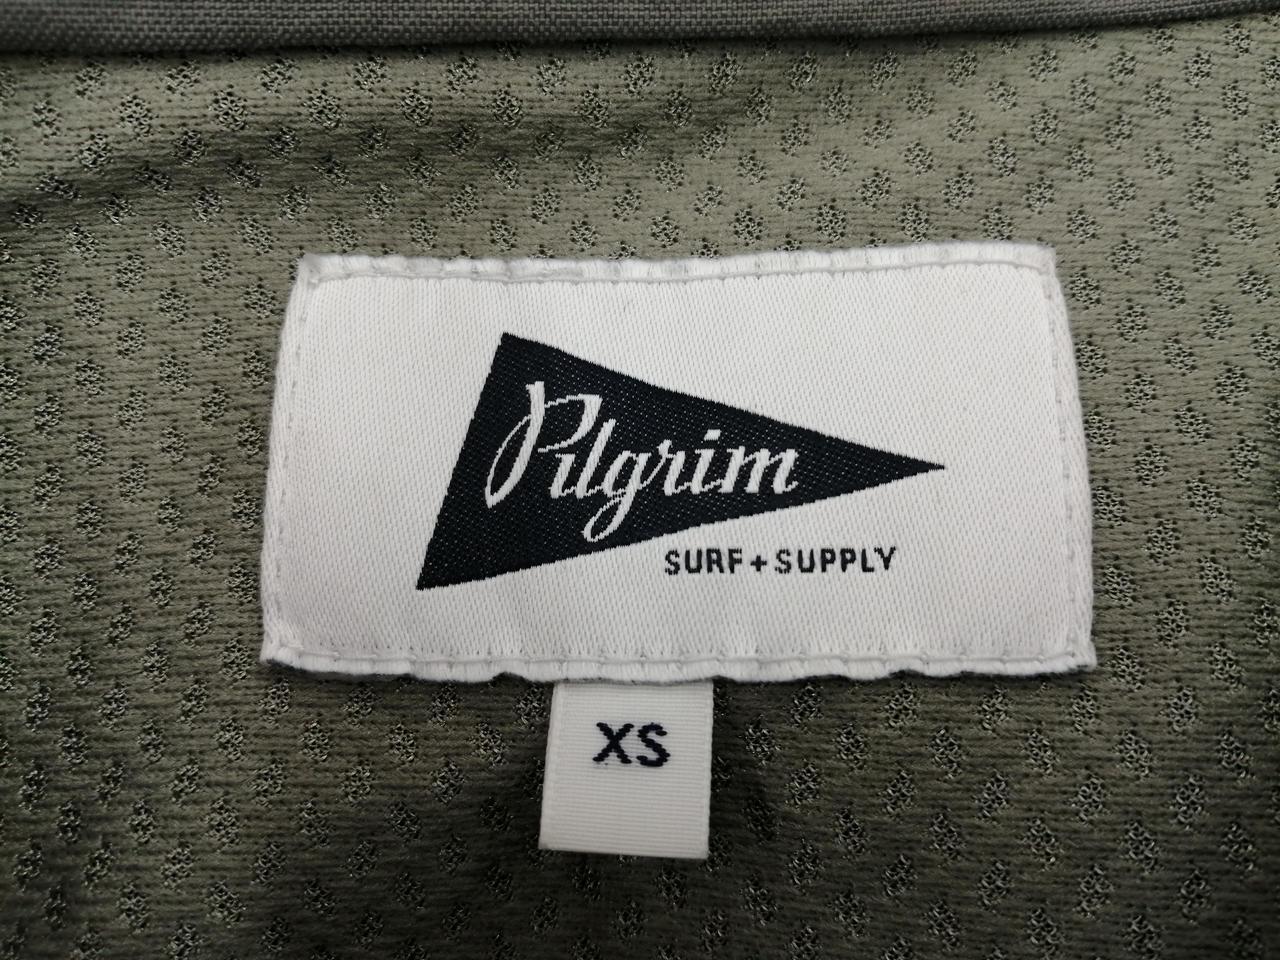 Pilgrim
SURF + SUPPLY
XS